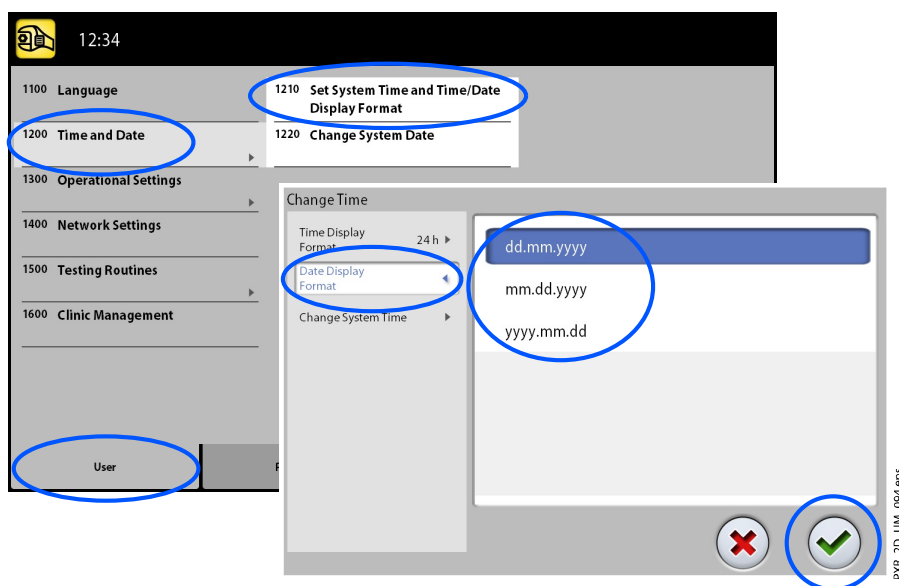 12:34
1100 Language
1200 Time and Date
1300 Operational Settings
1400 Network Settings
1500 Testing Routines
1600 Clinic Management
1210 Set System Time and Time/Date
Display Format
1220 Change System Date
User
Change Time
Time Display
Format
24 h
Date Display
Format
Change System Time
dd.mm.yyyy
mm.dd.yyyy
yyyy.mm.dd